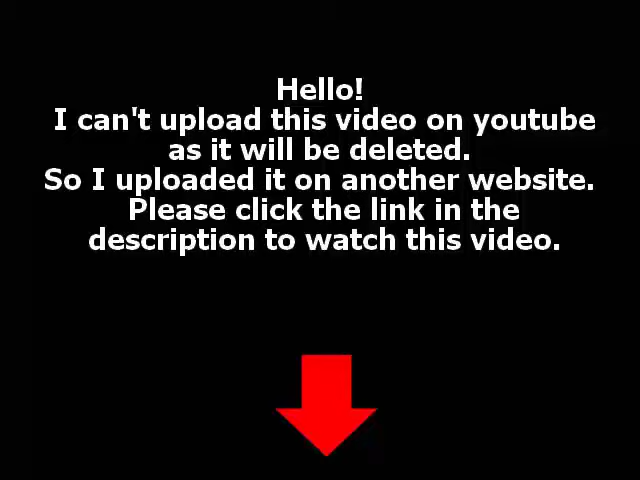 Hello!
I can't upload this video on youtube
as it will be deleted.
So I uploaded it on another website.
Please click the link in the
description to watch this video.